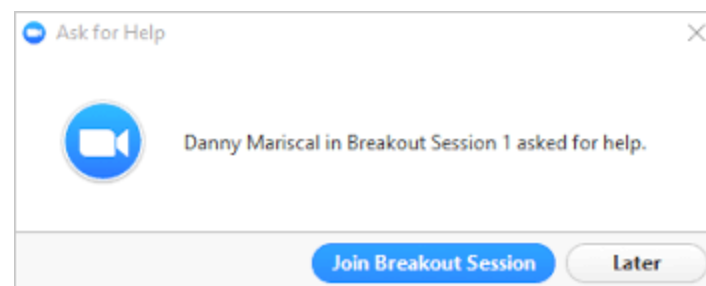 Ask for Help
Danny Mariscal in Breakout Session 1 asked for help.
Join Breakout Session
Later